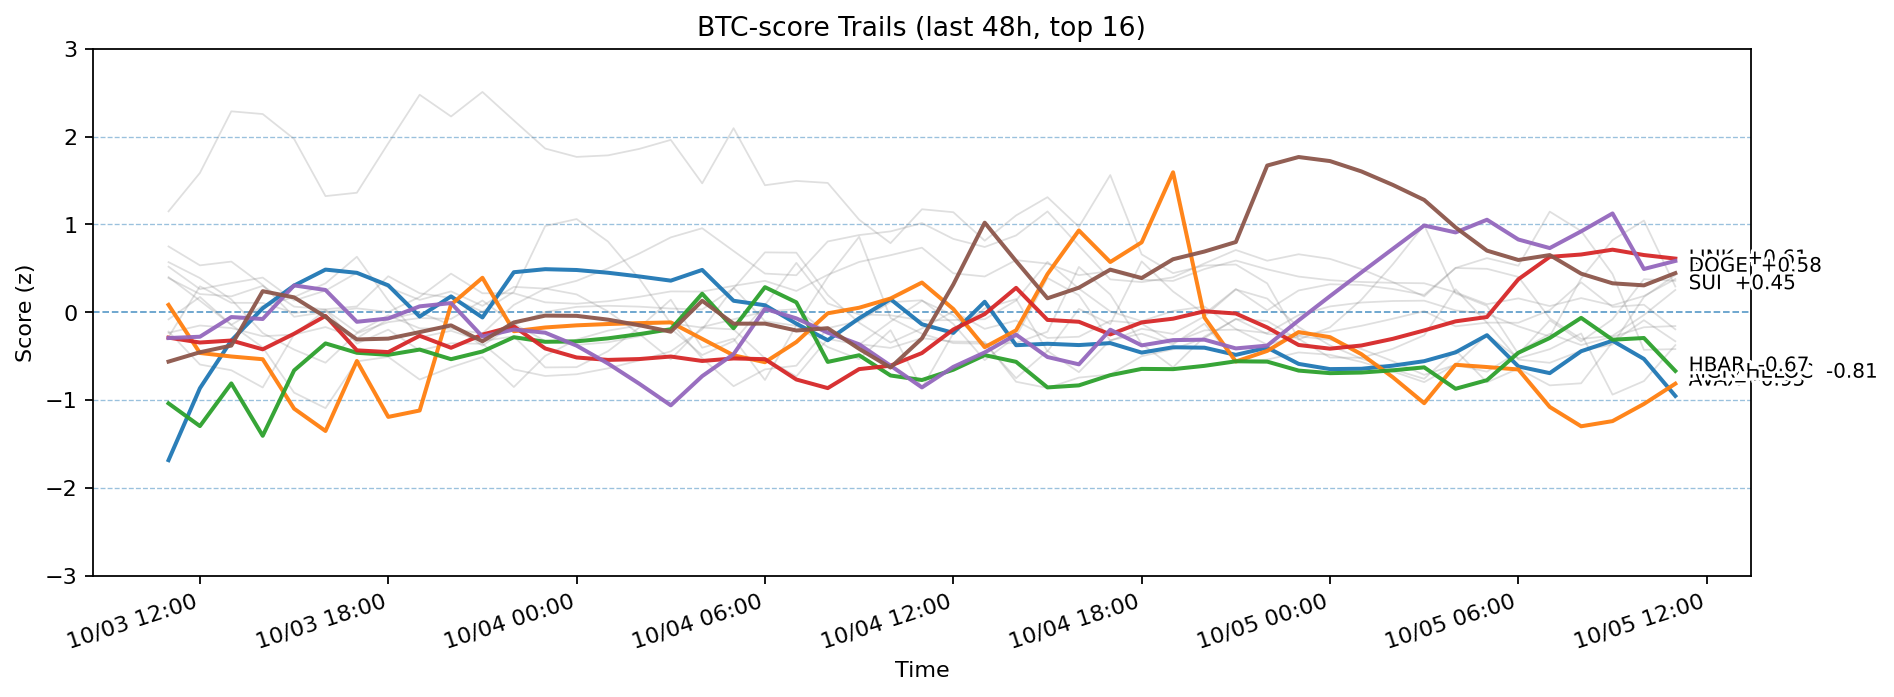 BTC-score Trails (last 48h, top 16)
Score (z)
3
2
1
0
−1
−2
−3
DOGE +0.58
SUI +0.45
HBAR -0.67
-0.81
10/03 12:00
10/03 18:00
10/04 00:00
10/04 06:00
10/04 12:00
10/04 18:00
10/05 00:00
10/05 06:00
10/05 12:00
Time